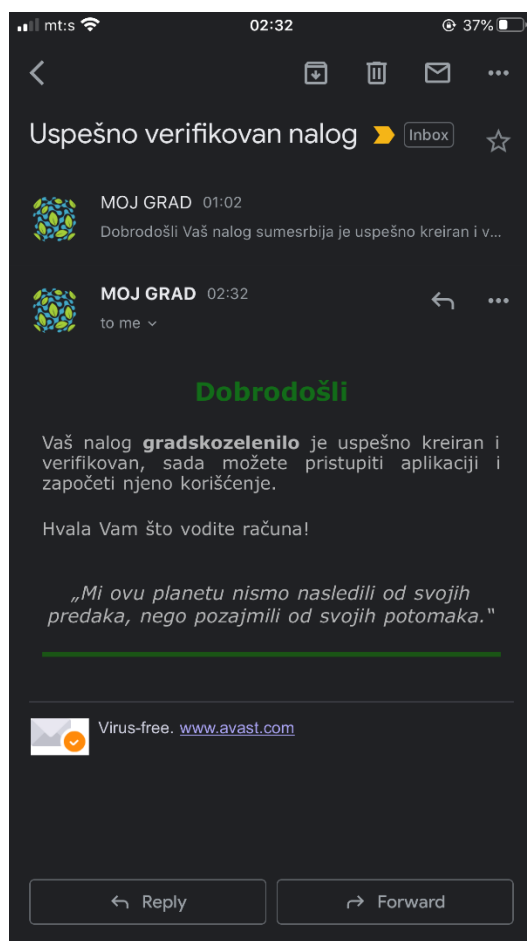 mt:s 02:32 37%
Uspešno verifikovan nalog Inbox
MOJ GRAD 01:02
Dobrodošli Vaš nalog sumesrbija je uspešno kreiran i v...
MOJ GRAD 02:32
to me
Dobrodošli
Vaš nalog gradskozelenilo je uspešno kreiran i
verifikovan, sada možete pristupiti aplikaciji i
započeti njeno korišćenje.
Hvala Vam što vodite računa!
„Mi ovu planetu nismo nasledili od svojih
predaka, nego pozajmili od svojih potomaka.“
Virus-free. www.avast.com
Reply Forward